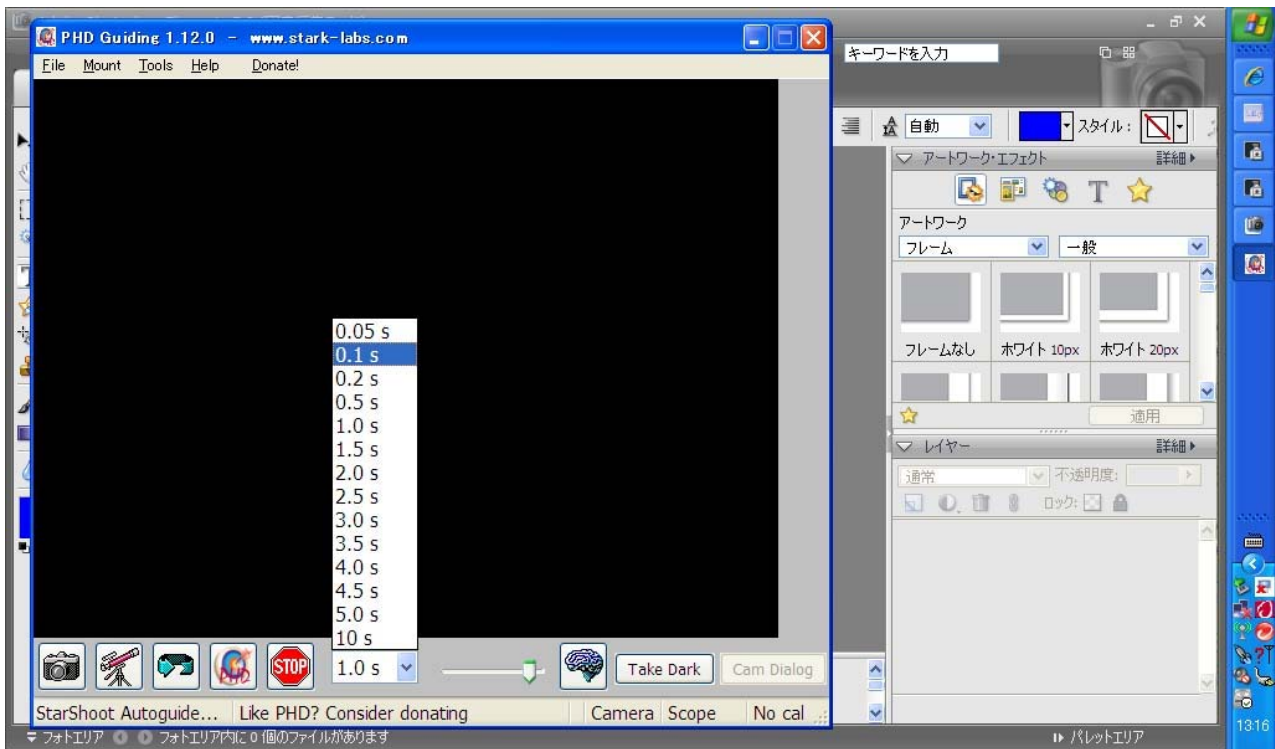 PHD Guiding 1.12.0 - www.stark-labs.com
File Mount Tools Help Donate!
0.05 s
0.1 s
0.2 s
0.5 s
1.0 s
1.5 s
2.0 s
2.5 s
3.0 s
3.5 s
4.0 s
4.5 s
5.0 s
10 s
STOP
1.0 s
Take Dark
Cam Dialog
StarShoot Autoguide... Like PHD? Consider donating Camera Scope No cal
キーワードを入力
自動
スタイル:
アートワーク・エフェクト
詳細
アートワーク
フレーム
一般
フレームなし
ホワイト 10px
ホワイト 20px
適用
レイヤー
詳細
通常
不透明度:
ロック:
フォトエリア
フォトエリア内に 0 個のファイルがあります
パレットエリア
13:16